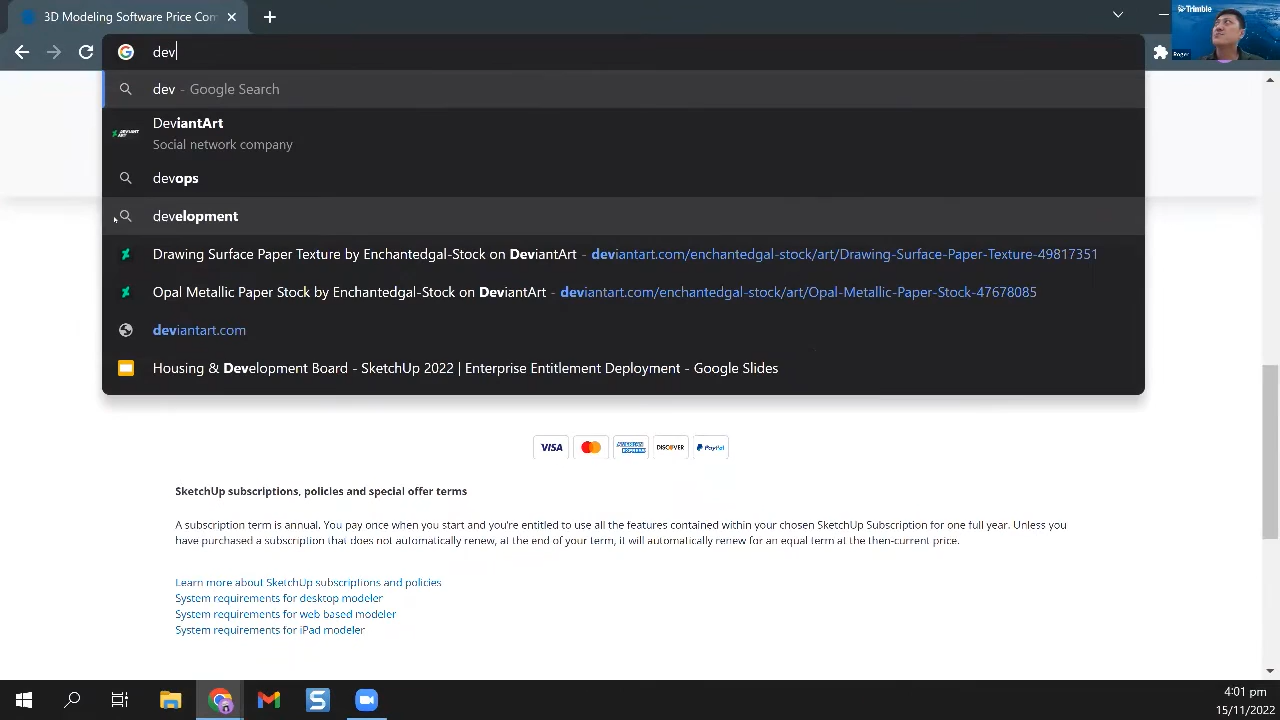 3D Modeling Software Price Com
Trimble
Roger
dev
dev - Google Search
DeviantArt
Social network company
devops
development
Drawing Surface Paper Texture by Enchantedgal-Stock on DeviantArt - deviantart.com/enchantedgal-stock/art/Drawing-Surface-Paper-Texture-49817351
Opal Metallic Paper Stock by Enchantedgal-Stock on DeviantArt - deviantart.com/enchantedgal-stock/art/Opal-Metallic-Paper-Stock-47678085
deviantart.com
Housing & Development Board - SketchUp 2022 | Enterprise Entitlement Deployment - Google Slides
VISA AMERICAN EXPRESS DISCOVER PayPal
SketchUp subscriptions, policies and special offer terms
A subscription term is annual. You pay once when you start and you're entitled to use all the features contained within your chosen SketchUp Subscription for one full year. Unless you
have purchased a subscription that does not automatically renew, at the end of your term, it will automatically renew for an equal term at the then-current price.
Learn more about SketchUp subscriptions and policies
System requirements for desktop modeler
System requirements for web based modeler
System requirements for iPad modeler
4:01 pm
15/11/2022